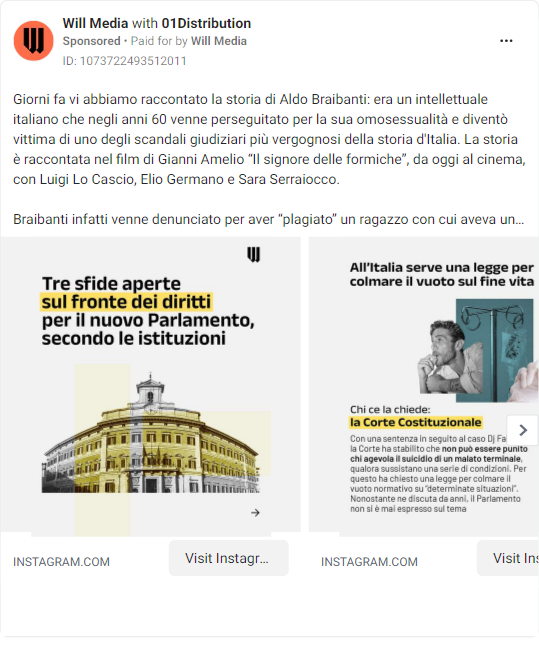 Will Media with 01Distribution
Sponsored • Paid for by Will Media
ID: 1073722493512011
Giorni fa vi abbiamo raccontato la storia di Aldo Braibanti: era un intellettuale
italiano che negli anni 60 venne perseguitato per la sua omosessualità e diventò
vittima di uno degli scandali giudiziari più vergognosi della storia d'Italia. La storia
è raccontata nel film di Gianni Amelio “Il signore delle formiche”, da oggi al cinema,
con Luigi Lo Cascio, Elio Germano e Sara Serraiocco.
Braibanti infatti venne denunciato per aver “plagiato” un ragazzo con cui aveva un...
Tre sfide aperte
sul fronte dei diritti
per il nuovo Parlamento,
secondo le istituzioni
INSTAGRAM.COM
Visit Instagr...
All'Italia serve una legge per
colmare il vuoto sul fine vita
Chi ce la chiede:
la Corte Costituzionale
Con una sentenza in seguito al caso Dj Fa
la Corte ha stabilito che non può essere punito
chi agevola il suicidio di un malato terminale,
qualora sussistano una serie di condizioni. Per
questo ha chiesto una legge per colmare il
vuoto normativo su “determinate situazioni”.
Nonostante ne discuta da anni, il Parlamento
non si è mai espresso sul tema
INSTAGRAM.COM
Visit Ins